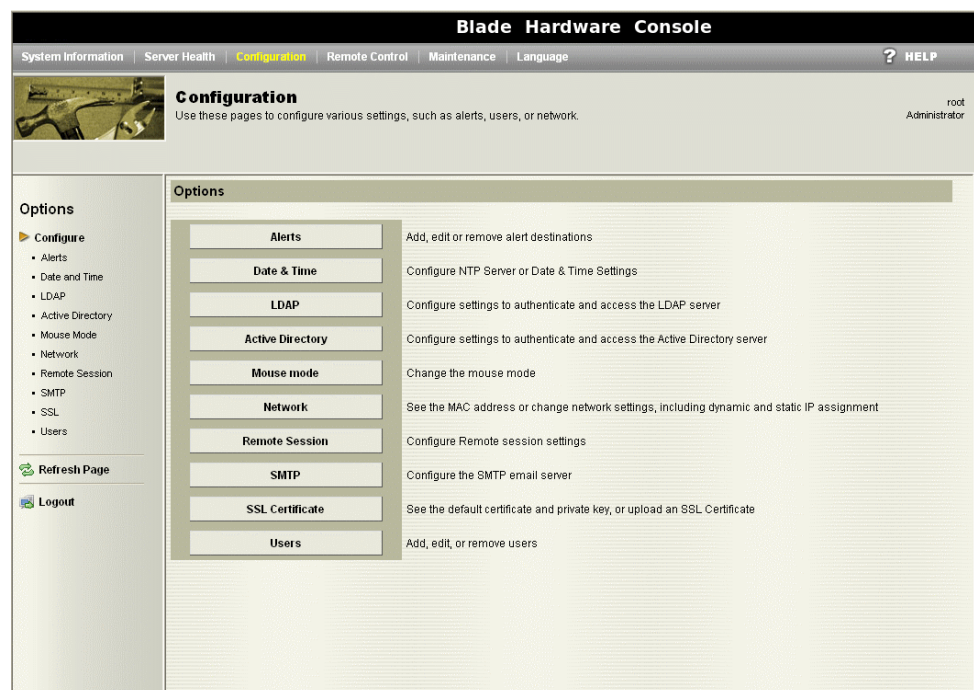 Blade Hardware Console
System Information | Server Health | Configuration | Remote Control | Maintenance | Language ? HELP
Configuration
Use these pages to configure various settings, such as alerts, users, or network.
root
Administrator
Options
Configure
Alerts
Date and Time
LDAP
Active Directory
Mouse Mode
Network
Remote Session
SMTP
SSL
Users
Refresh Page
Logout
Options
Alerts Add, edit or remove alert destinations
Date & Time Configure NTP Server or Date & Time Settings
LDAP Configure settings to authenticate and access the LDAP server
Active Directory Configure settings to authenticate and access the Active Directory server
Mouse mode Change the mouse mode
Network See the MAC address or change network settings, including dynamic and static IP assignment
Remote Session Configure Remote session settings
SMTP Configure the SMTP email server
SSL Certificate See the default certificate and private key, or upload an SSL Certificate
Users Add, edit, or remove users